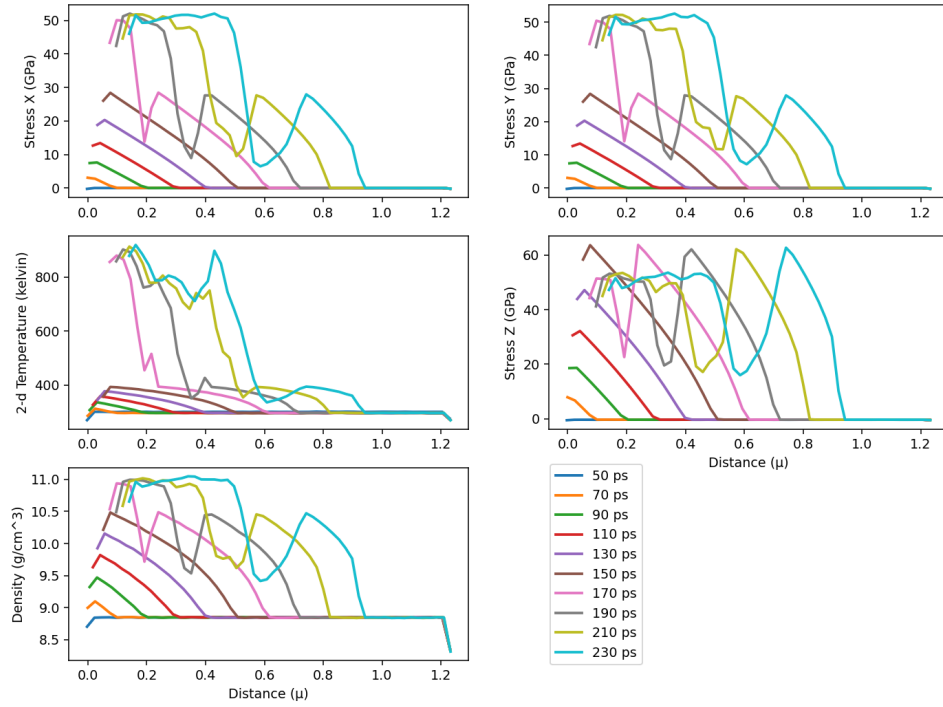 Stress X (GPa)
50
40
30
20
10
0
0.0 0.2 0.4 0.6 0.8 1.0 1.2
Stress Y (GPa)
50
40
30
20
10
0
0.0 0.2 0.4 0.6 0.8 1.0 1.2
2-d Temperature (kelvin)
800
600
400
0.0 0.2 0.4 0.6 0.8 1.0 1.2
Stress Z (GPa)
60
40
20
0
0.0 0.2 0.4 0.6 0.8 1.0 1.2
Distance (μ)
Density (g/cm^3)
11.0
10.5
10.0
9.5
9.0
8.5
0.0 0.2 0.4 0.6 0.8 1.0 1.2
Distance (μ)
50 ps
70 ps
90 ps
110 ps
130 ps
150 ps
170 ps
190 ps
210 ps
230 ps